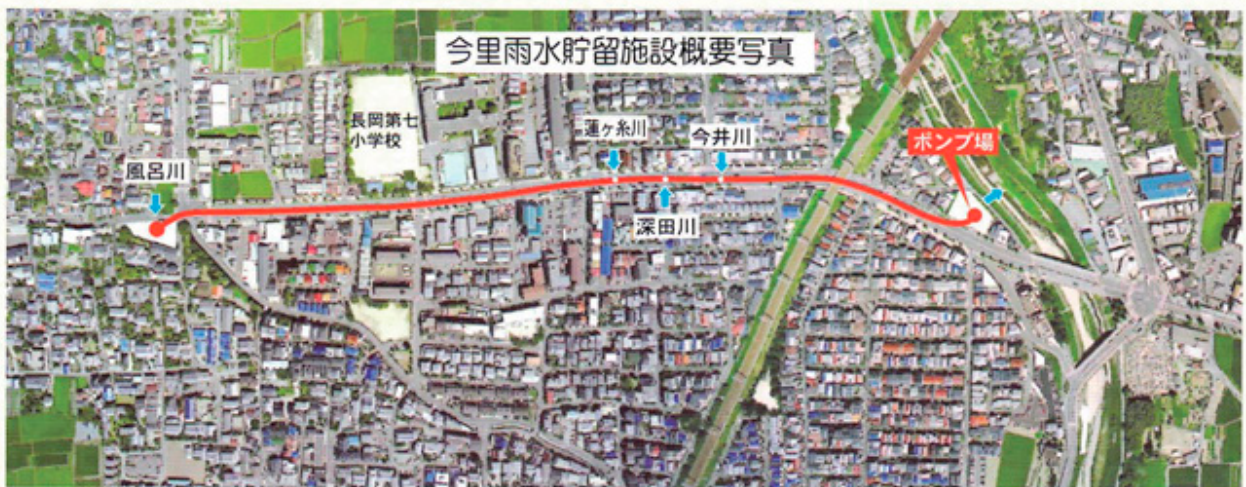 今里雨水貯留施設概要写真
長岡第七
小学校
蓮ヶ糸川
今井川
ポンプ場
風呂川
深田川